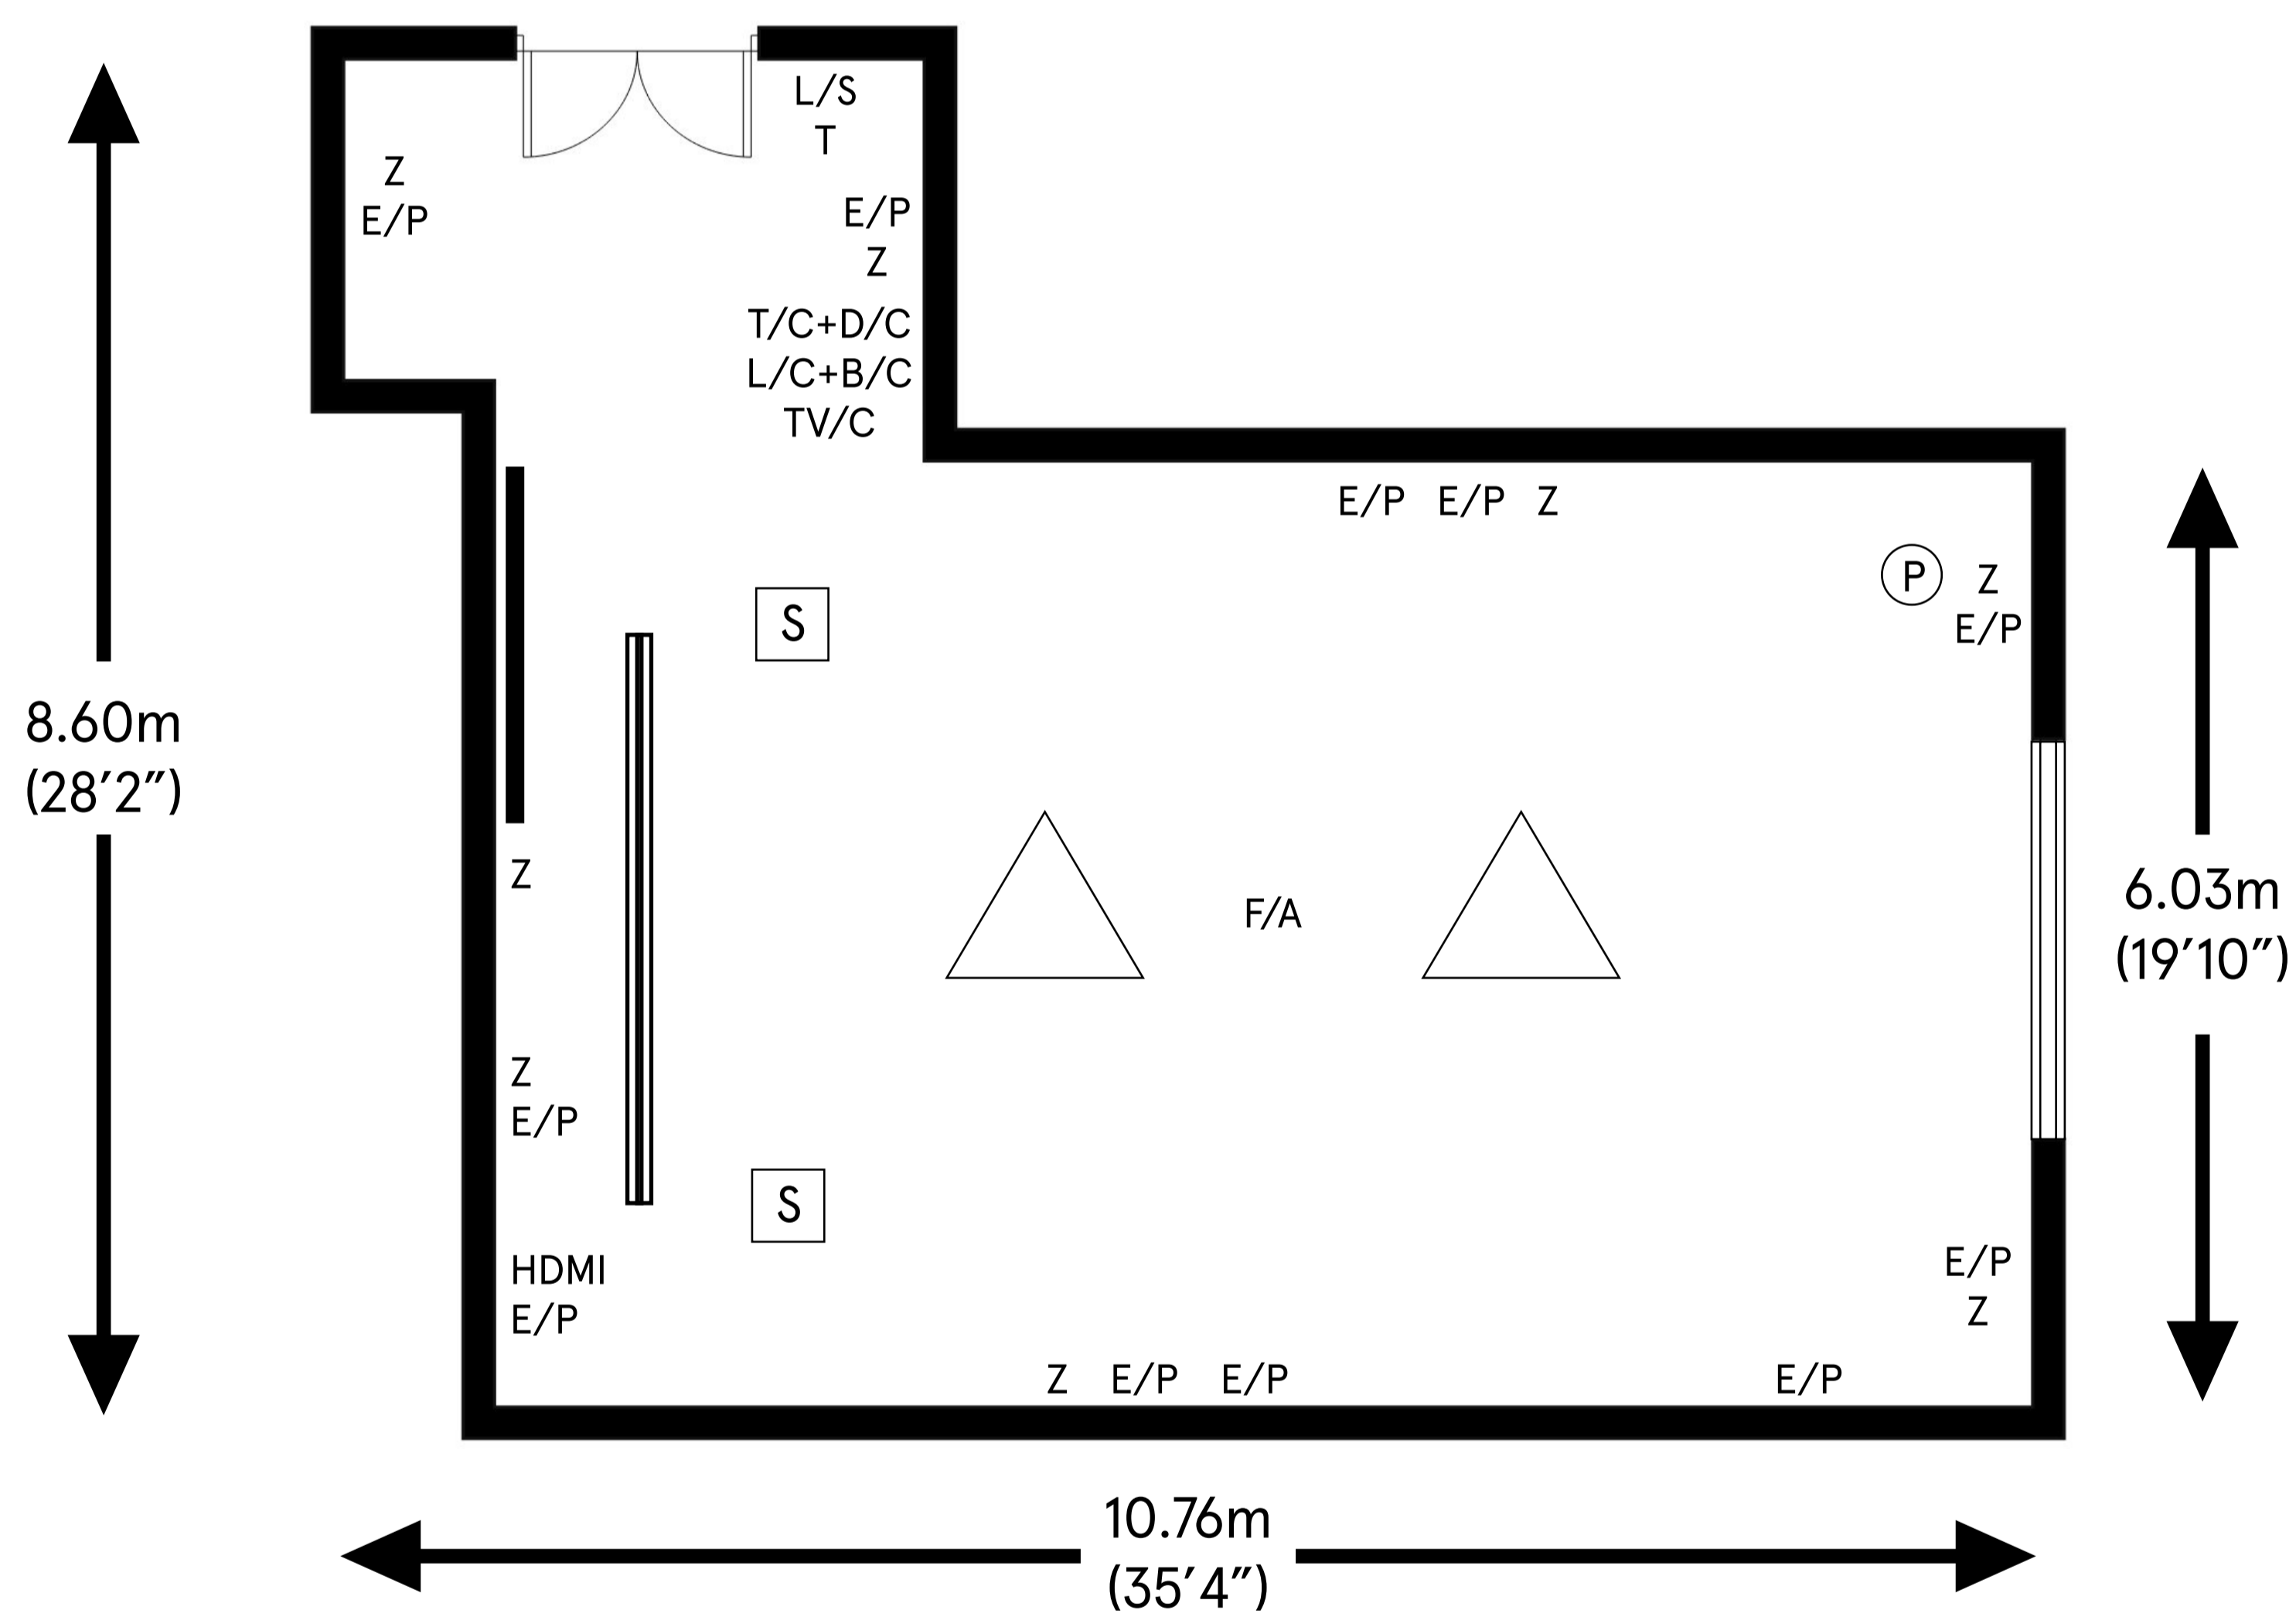 L/S
T
Z
E/P
E/P
Z
T/C+D/C
L/C+B/C
TV/C
E/P E/P Z
P
Z
E/P
S
8.60m
(28′2″)
Z
F/A
6.03m
(19′10″)
Z
E/P
S
HDMI
E/P
E/P
Z
Z E/P E/P E/P
10.76m
(35′4″)